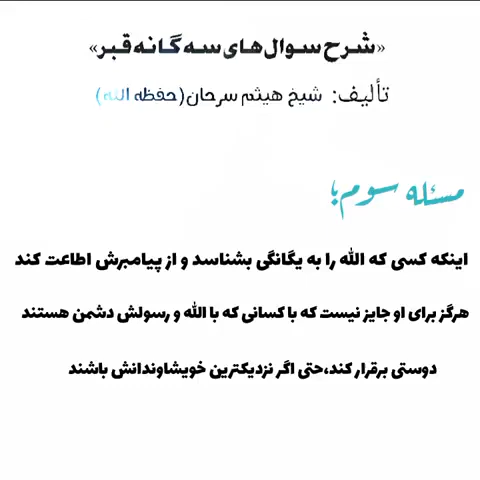 «شرح سوال‌های سه گانه قبر»
تألیف: شیخ هیثم سرحان(حفظه الله)
مسئله سوم؛
اینکه کسی که الله را به یگانگی بشناسد و از پیامبرش اطاعت کند
هرگز برای او جایز نیست که با کسانی که با الله و رسولش دشمن هستند
دوستی برقرار کند،حتی اگر نزدیکترین خویشاوندانش باشند